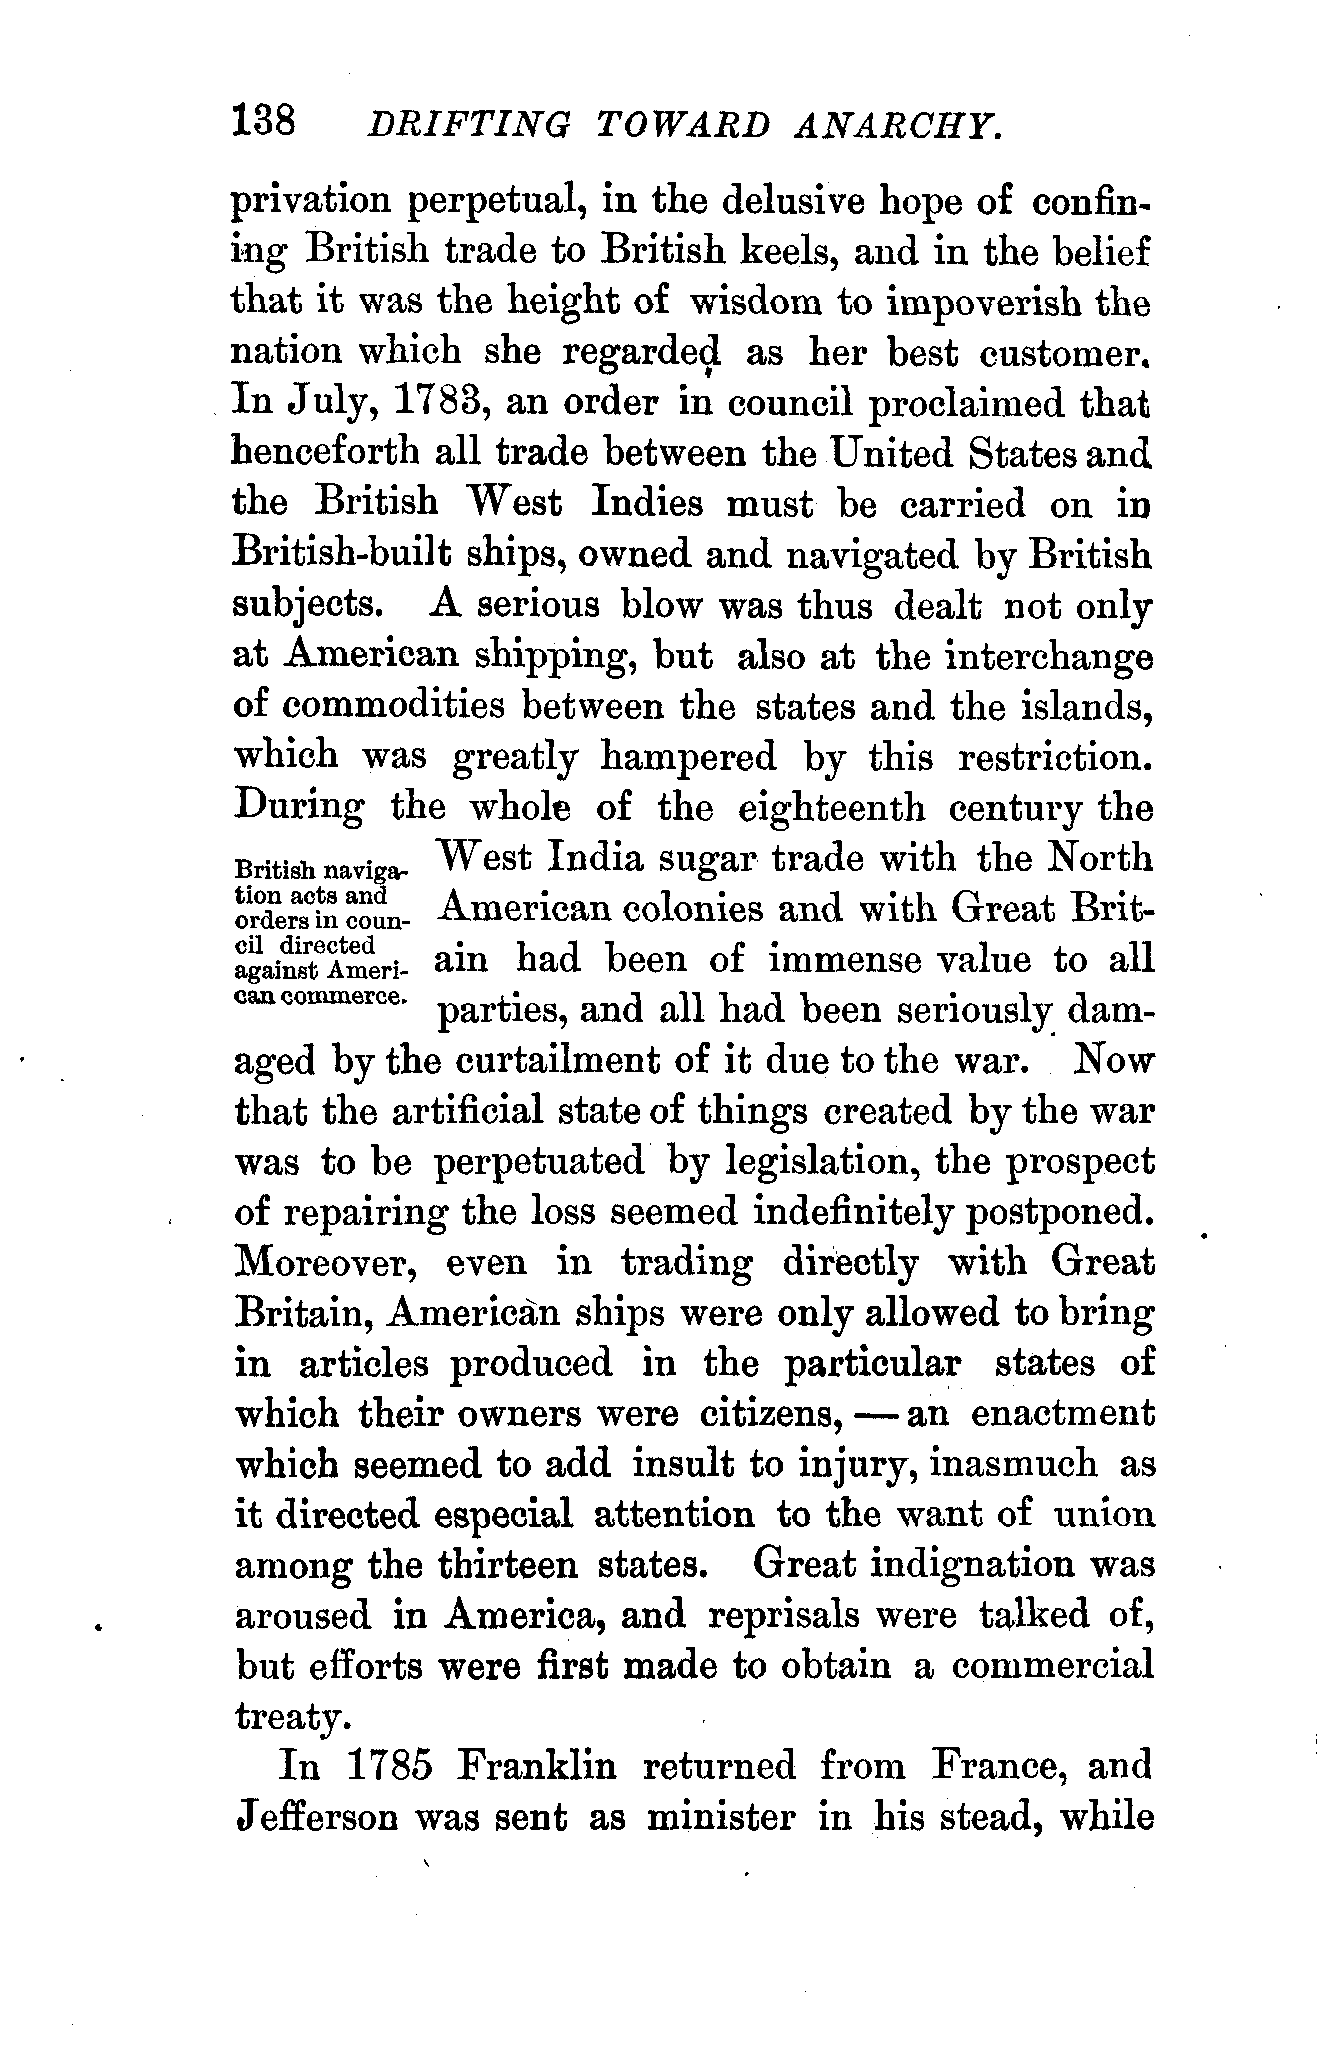 138 DRIFTING TOWARD ANARCHY.
privation perpetual, in the delusive hope of confin-
ing British trade to British keels, and in the belief
that it was the height of wisdom to impoverish the
nation which she regarded as her best customer.
In July, 1783, an order in council proclaimed that
henceforth all trade between the United States and
the British West Indies must be carried on in
British-built ships, owned and navigated by British
subjects. A serious blow was thus dealt not only
at American shipping, but also at the interchange
of commodities between the states and the islands,
which was greatly hampered by this restriction.
During the whole of the eighteenth century the
British naviga-
tion acts and
orders in coun-
cil directed
against Ameri-
can commerce.
West India sugar trade with the North
American colonies and with Great Brit-
ain had been of immense value to all
parties, and all had been seriously dam-
aged by the curtailment of it due to the war. Now
that the artificial state of things created by the war
was to be perpetuated by legislation, the prospect
of repairing the loss seemed indefinitely postponed.
Moreover, even in trading directly with Great
Britain, American ships were only allowed to bring
in articles produced in the particular states of
which their owners were citizens, — an enactment
which seemed to add insult to injury, inasmuch as
it directed especial attention to the want of union
among the thirteen states. Great indignation was
aroused in America, and reprisals were talked of,
but efforts were first made to obtain a commercial
treaty.
In 1785 Franklin returned from France, and
Jefferson was sent as minister in his stead, while